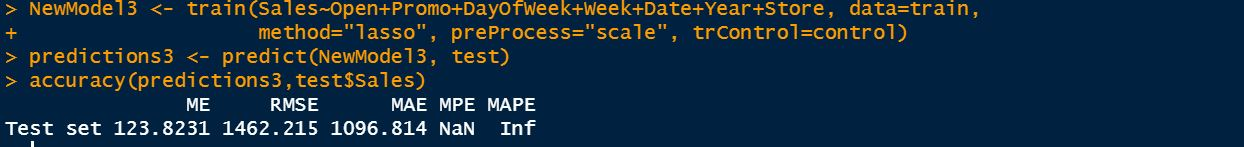 > NewModel3 <- train(Sales~Open+Promo+DayOfWeek+Week+Date+Year+Store, data=train,
+                    method="lasso", preProcess="scale", trControl=control)
> predictions3 <- predict(NewModel3, test)
> accuracy(predictions3,test$Sales)
               ME     RMSE      MAE MPE MAPE
Test set 123.8231 1462.215 1096.814 NaN  Inf